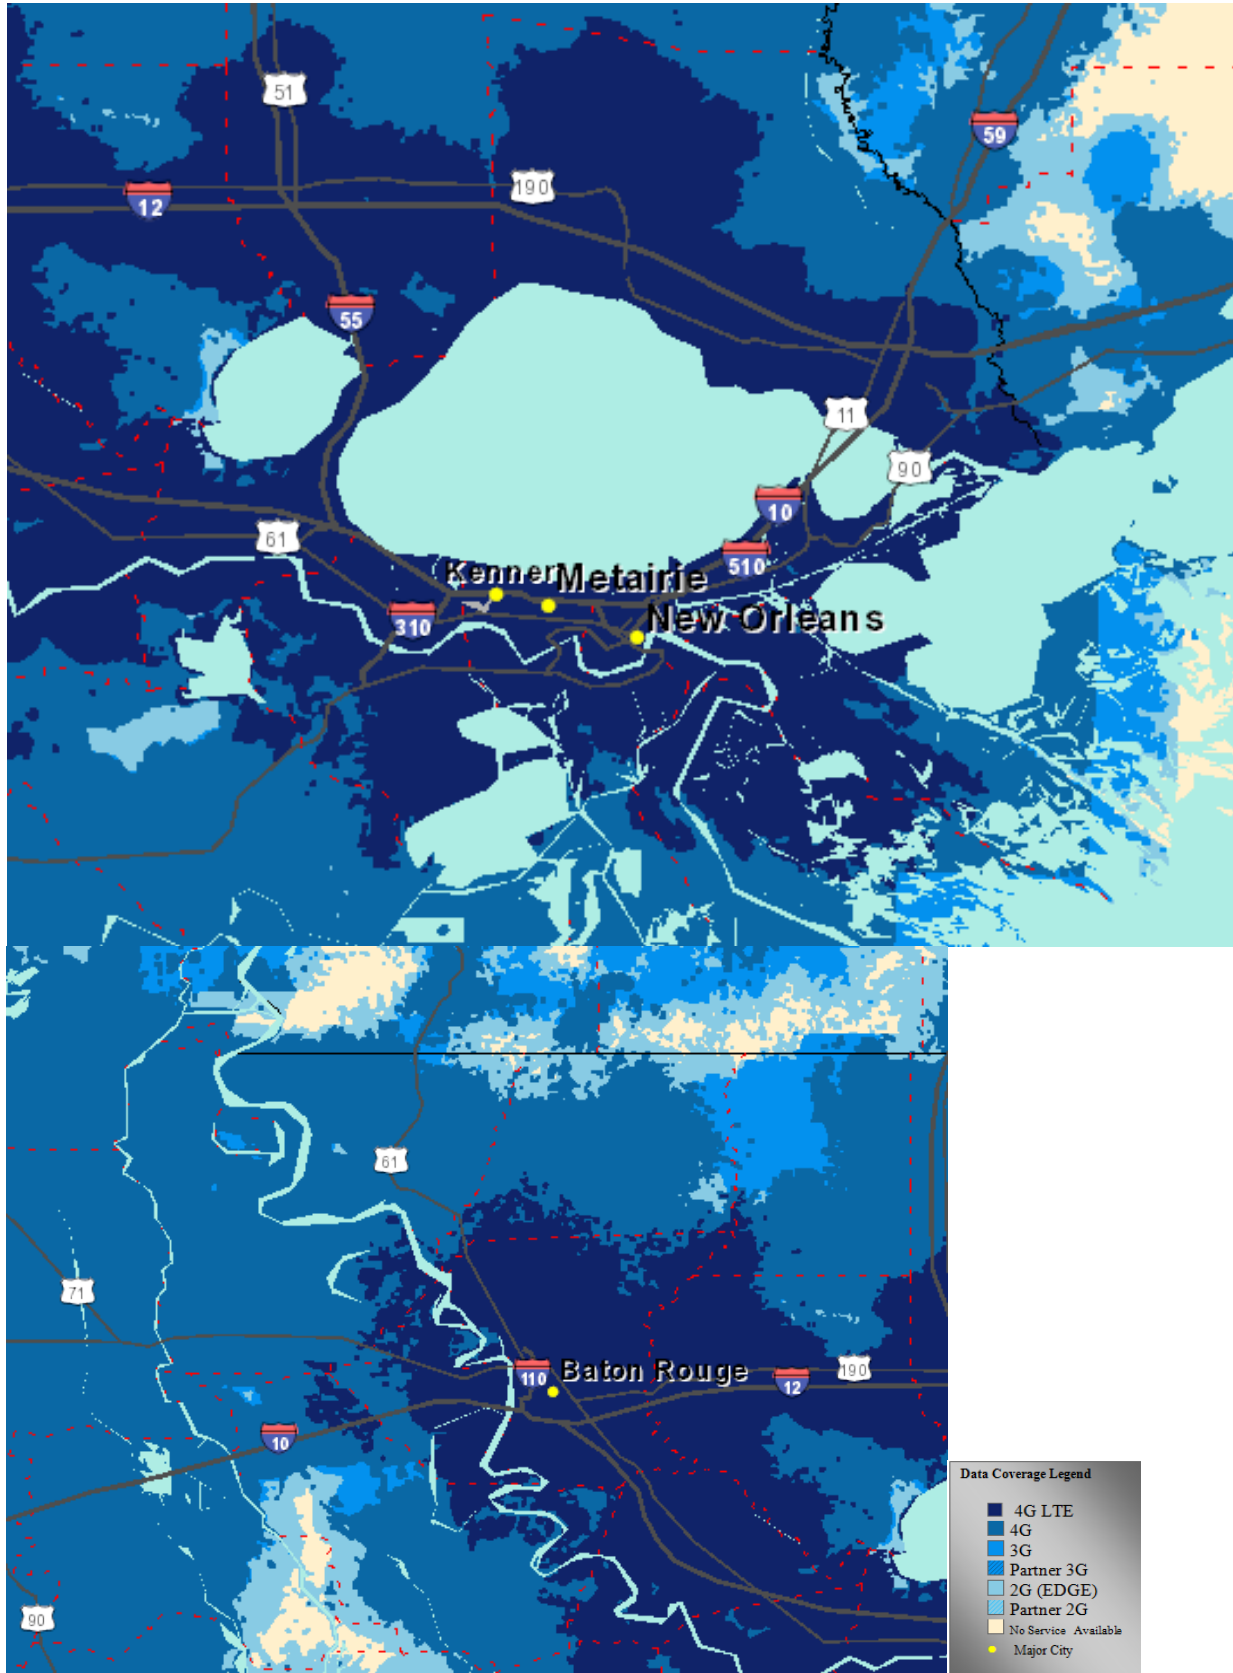 51
59
12
190
55
11
90
10
61
510
Kenner Metairie
310
New Orleans
61
71
110 Baton Rouge
12
190
10
90
Data Coverage Legend
4G LTE
4G
3G
Partner 3G
2G (EDGE)
Partner 2G
No Service Available
Major City